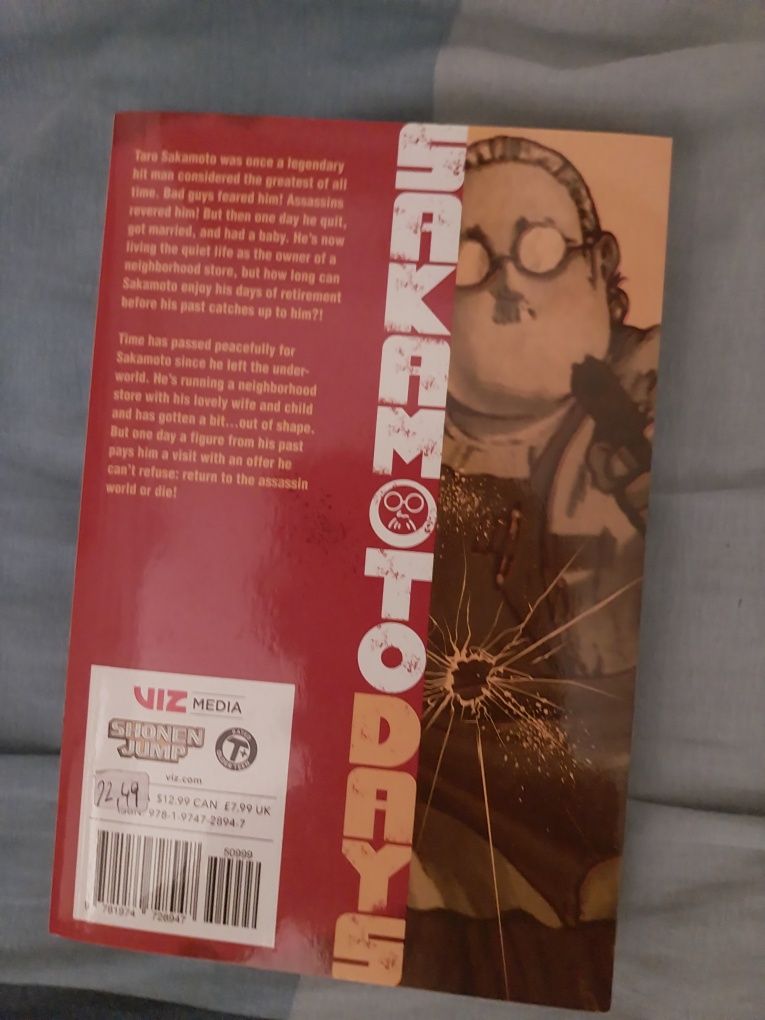 Taro Sakamoto was once a legendary
hit man considered the greatest of all
time. Bad guys feared him! Assassins
revered him! But then one day he quit,
got married, and had a baby. He's now
living the quiet life as the owner of a
neighborhood store, but how long can
Sakamoto enjoy his days of retirement
before his past catches up to him?!
Time has passed peacefully for
Sakamoto since he left the under-
world. He's running a neighborhood
store with his lovely wife and child
and has gotten a bit...out of shape.
But one day a figure from his past
pays him a visit with an offer he
can't refuse: return to the assassin
world or die!
SAKAMOTO DAYS
VIZ MEDIA
SHONEN
JUMP
RATED T+ OLDER TEEN
viz.com
12,49
$12.99 CAN £7.99 UK
978-1-9747-2894-7
50999
9 781974 728947